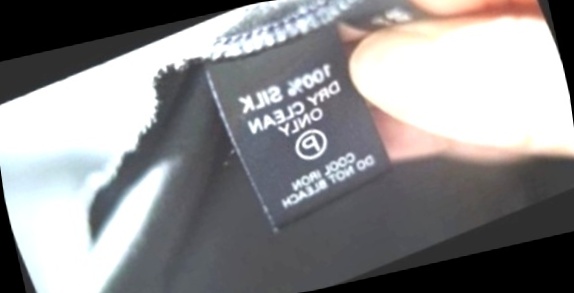 100% SILK
DRY CLEAN
ONLY
P
COOL IRON
DO NOT BLEACH